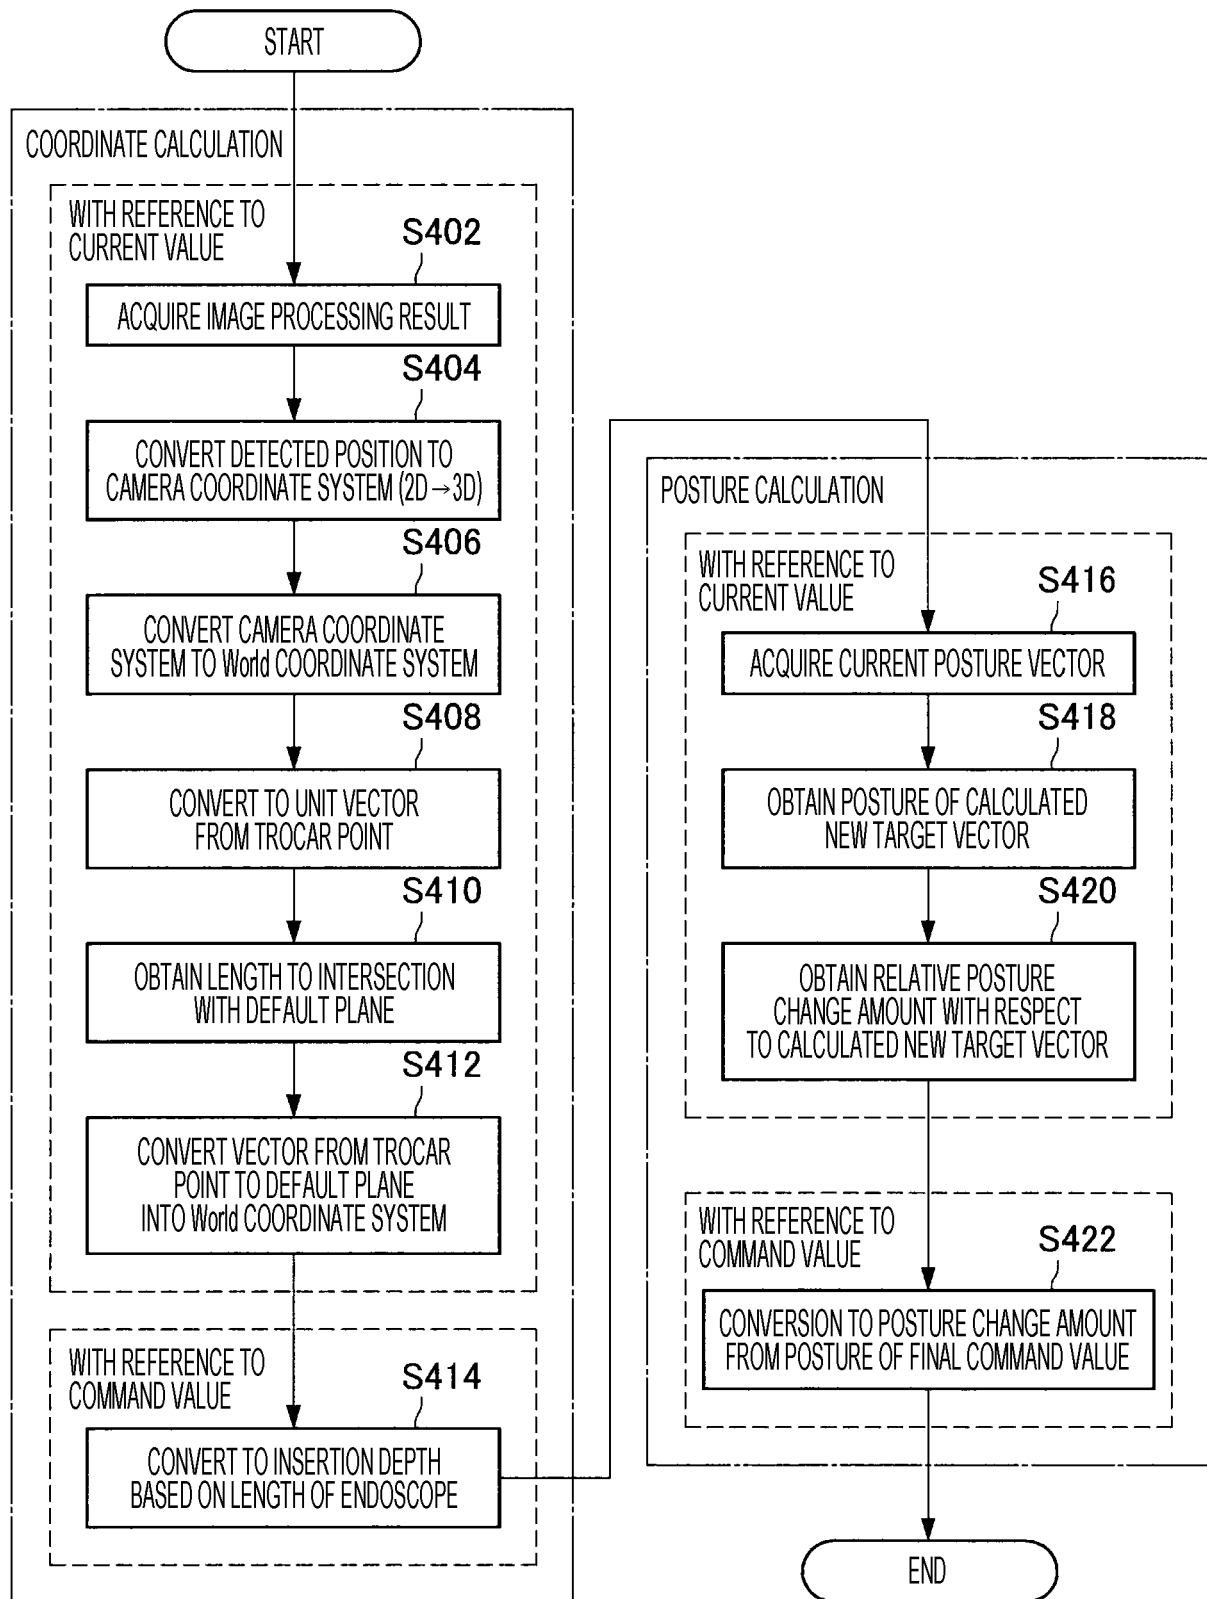 START
COORDINATE CALCULATION
WITH REFERENCE TO
CURRENT VALUE
S402
ACQUIRE IMAGE PROCESSING RESULT
S404
CONVERT DETECTED POSITION TO
CAMERA COORDINATE SYSTEM (2D→3D)
S406
CONVERT CAMERA COORDINATE
SYSTEM TO World COORDINATE SYSTEM
S408
CONVERT TO UNIT VECTOR
FROM TROCAR POINT
S410
OBTAIN LENGTH TO INTERSECTION
WITH DEFAULT PLANE
S412
CONVERT VECTOR FROM TROCAR
POINT TO DEFAULT PLANE
INTO World COORDINATE SYSTEM
WITH REFERENCE TO
COMMAND VALUE
S414
CONVERT TO INSERTION DEPTH
BASED ON LENGTH OF ENDOSCOPE
POSTURE CALCULATION
WITH REFERENCE TO
CURRENT VALUE
S416
ACQUIRE CURRENT POSTURE VECTOR
S418
OBTAIN POSTURE OF CALCULATED
NEW TARGET VECTOR
S420
OBTAIN RELATIVE POSTURE
CHANGE AMOUNT WITH RESPECT
TO CALCULATED NEW TARGET VECTOR
WITH REFERENCE TO
COMMAND VALUE
S422
CONVERSION TO POSTURE CHANGE AMOUNT
FROM POSTURE OF FINAL COMMAND VALUE
END